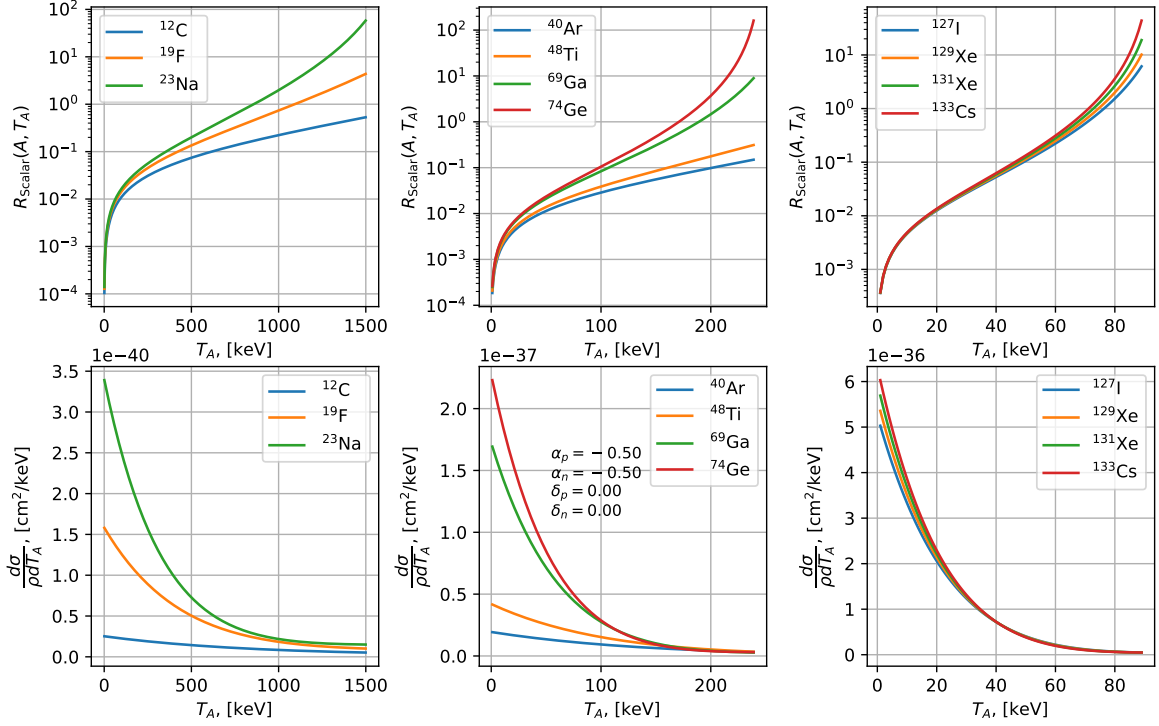 10²
10¹
10⁰
10⁻¹
10⁻²
10⁻³
10⁻⁴
R_Scalar(A, T_A)
¹²C
¹⁹F
²³Na
0 500 1000 1500
T_A, [keV]
10²
10¹
10⁰
10⁻¹
10⁻²
10⁻³
10⁻⁴
R_Scalar(A, T_A)
⁴⁰Ar
⁴⁸Ti
⁶⁹Ga
⁷⁴Ge
0 100 200
T_A, [keV]
10¹
10⁰
10⁻¹
10⁻²
10⁻³
R_Scalar(A, T_A)
¹²⁷I
¹²⁹Xe
¹³¹Xe
¹³³Cs
0 20 40 60 80
T_A, [keV]
1e−40
3.5
3.0
2.5
2.0
1.5
1.0
0.5
0.0
dσ/ρdT_A, [cm²/keV]
¹²C
¹⁹F
²³Na
0 500 1000 1500
T_A, [keV]
1e−37
2.0
1.5
1.0
0.5
0.0
dσ/ρdT_A, [cm²/keV]
⁴⁰Ar
⁴⁸Ti
⁶⁹Ga
⁷⁴Ge
α_p = −0.50
α_n = −0.50
δ_p = 0.00
δ_n = 0.00
0 100 200
T_A, [keV]
1e−36
6
5
4
3
2
1
0
dσ/ρdT_A, [cm²/keV]
¹²⁷I
¹²⁹Xe
¹³¹Xe
¹³³Cs
0 20 40 60 80
T_A, [keV]